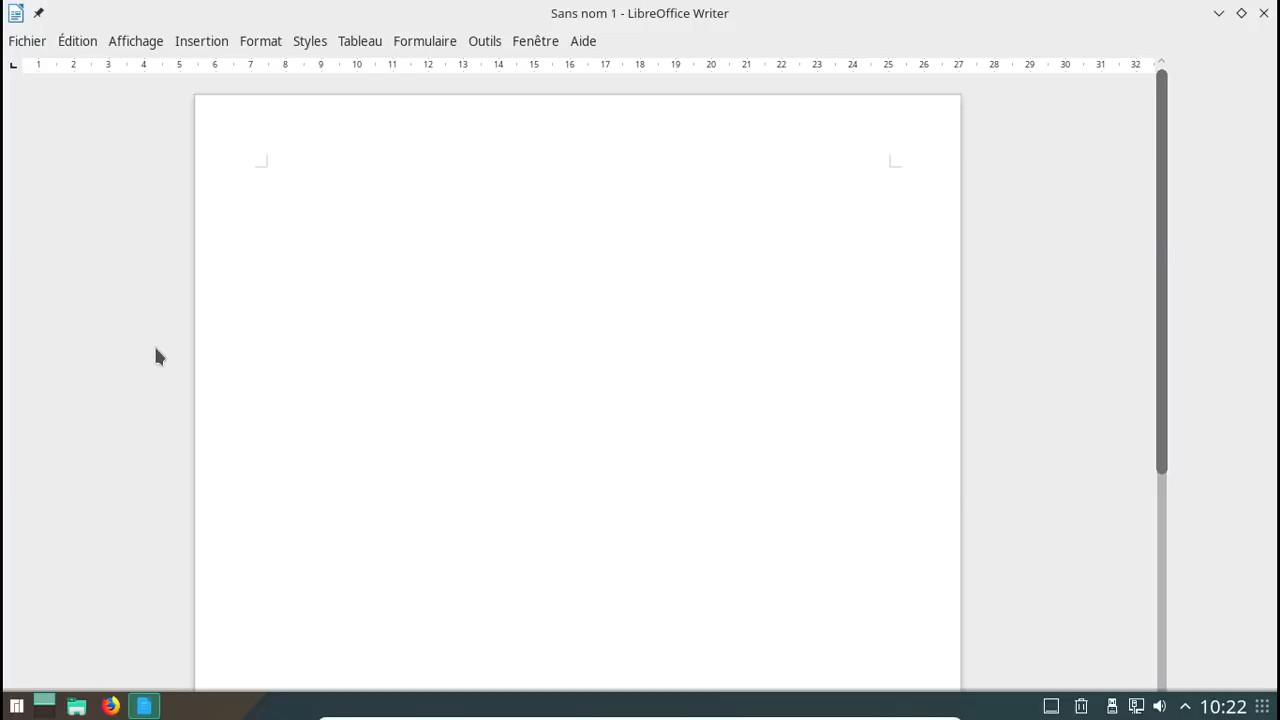 Sans nom 1 - LibreOffice Writer
Fichier Édition Affichage Insertion Format Styles Tableau Formulaire Outils Fenêtre Aide
1 2 3 4 5 6 7 8 9 10 11 12 13 14 15 16 17 18 19 20 21 22 23 24 25 26 27 28 29 30 31 32
10:22